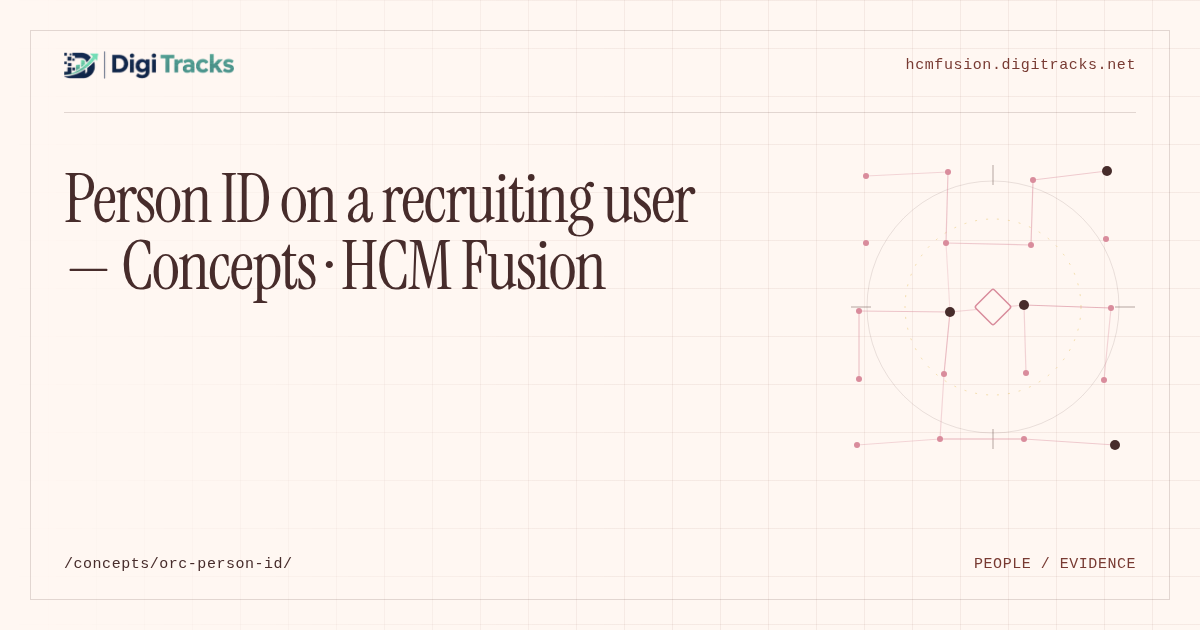 Digi Tracks
hcmfusion.digitracks.net
Person ID on a recruiting user
— Concepts · HCM Fusion
/concepts/orc-person-id/
PEOPLE / EVIDENCE